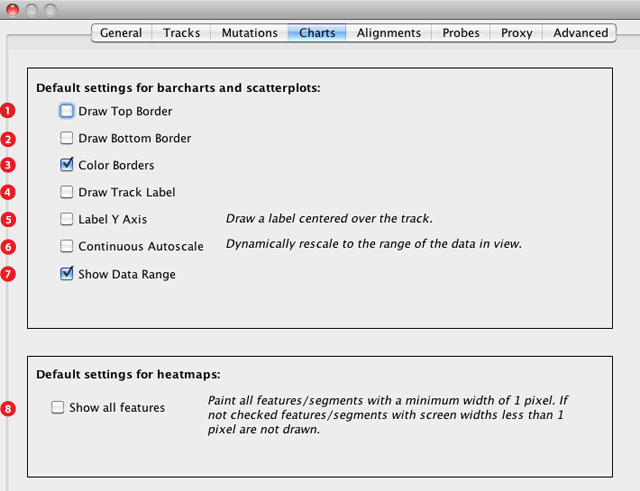 General Tracks Mutations Charts Alignments Probes Proxy Advanced
Default settings for barcharts and scatterplots:
1 Draw Top Border
2 Draw Bottom Border
3 Color Borders
4 Draw Track Label
5 Label Y Axis Draw a label centered over the track.
6 Continuous Autoscale Dynamically rescale to the range of the data in view.
7 Show Data Range
Default settings for heatmaps:
8 Show all features Paint all features/segments with a minimum width of 1 pixel. If
not checked features/segments with screen widths less than 1
pixel are not drawn.